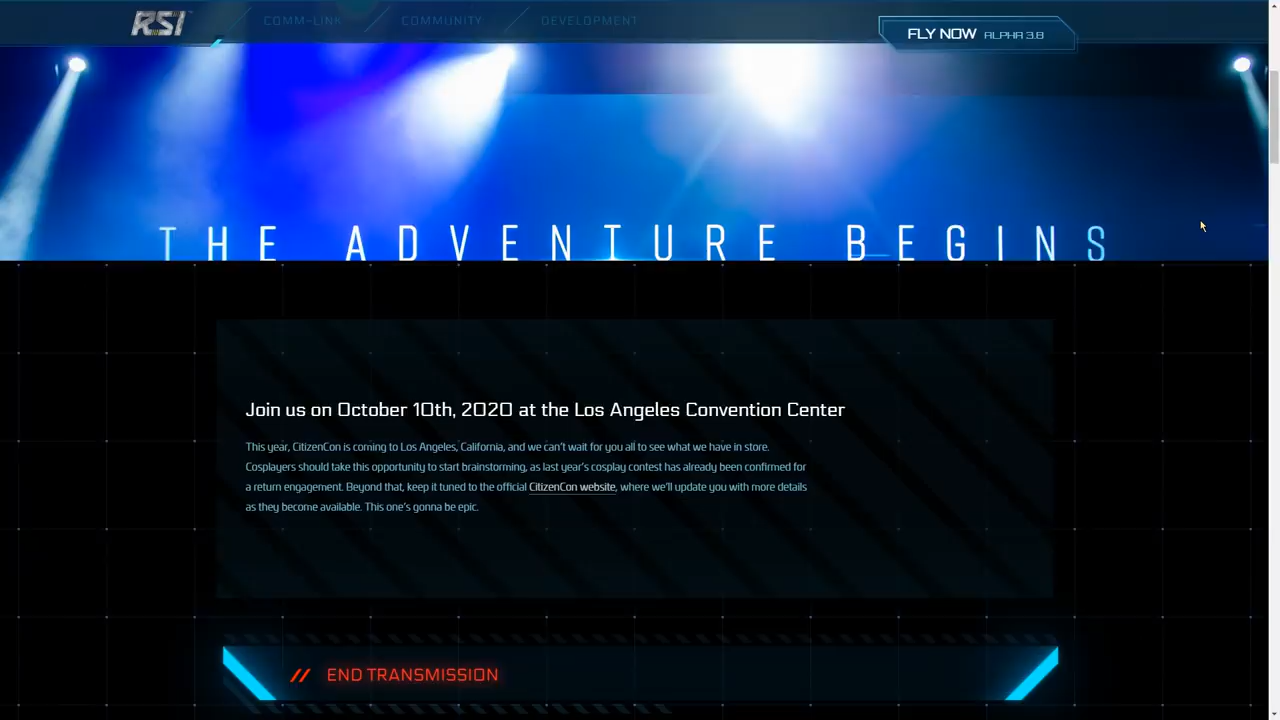 RSI
COMM-LINK
COMMUNITY
DEVELOPMENT
FLY NOW ALPHA 3.8
THE ADVENTURE BEGINS
Join us on October 10th, 2020 at the Los Angeles Convention Center
This year, CitizenCon is coming to Los Angeles, California, and we can't wait for you all to see what we have in store.
Cosplayers should take this opportunity to start brainstorming, as last year's cosplay contest has already been confirmed for
a return engagement. Beyond that, keep it tuned to the official CitizenCon website, where we'll update you with more details
as they become available. This one's gonna be epic.
// END TRANSMISSION